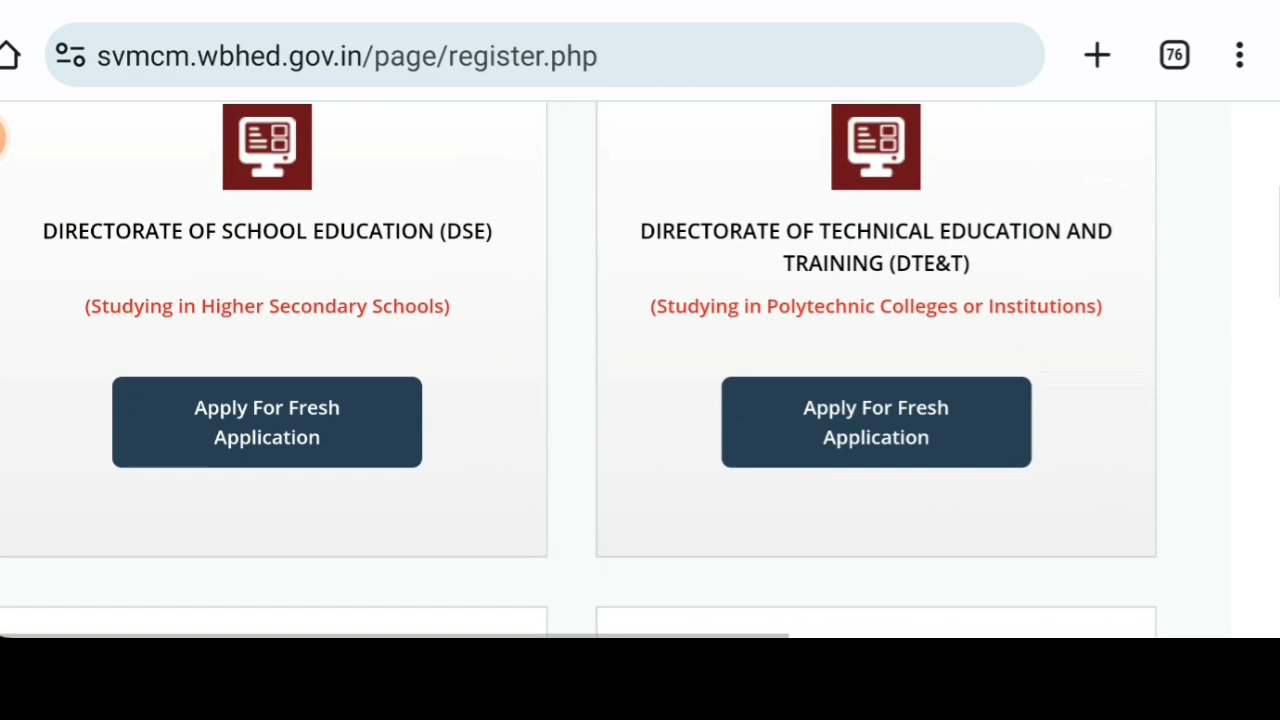 svmcm.wbhed.gov.in/page/register.php
76
DIRECTORATE OF SCHOOL EDUCATION (DSE)
(Studying in Higher Secondary Schools)
Apply For Fresh
Application
DIRECTORATE OF TECHNICAL EDUCATION AND
TRAINING (DTE&T)
(Studying in Polytechnic Colleges or Institutions)
Apply For Fresh
Application